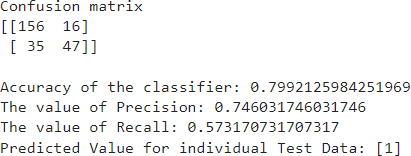 Confusion matrix
[[156  16]
 [ 35  47]]
Accuracy of the classifier: 0.7992125984251969
The value of Precision: 0.746031746031746
The value of Recall: 0.573170731707317
Predicted Value for individual Test Data: [1]